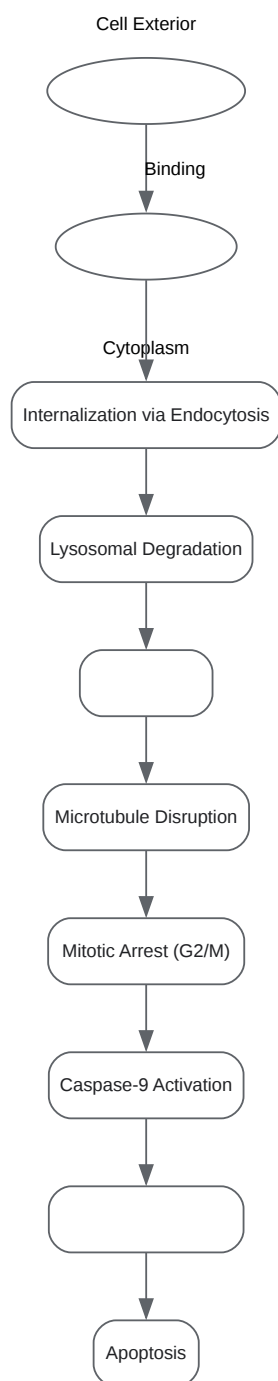 Cell Exterior
Binding
Cytoplasm
Internalization via Endocytosis
Lysosomal Degradation
Microtubule Disruption
Mitotic Arrest (G2/M)
Caspase-9 Activation
Apoptosis